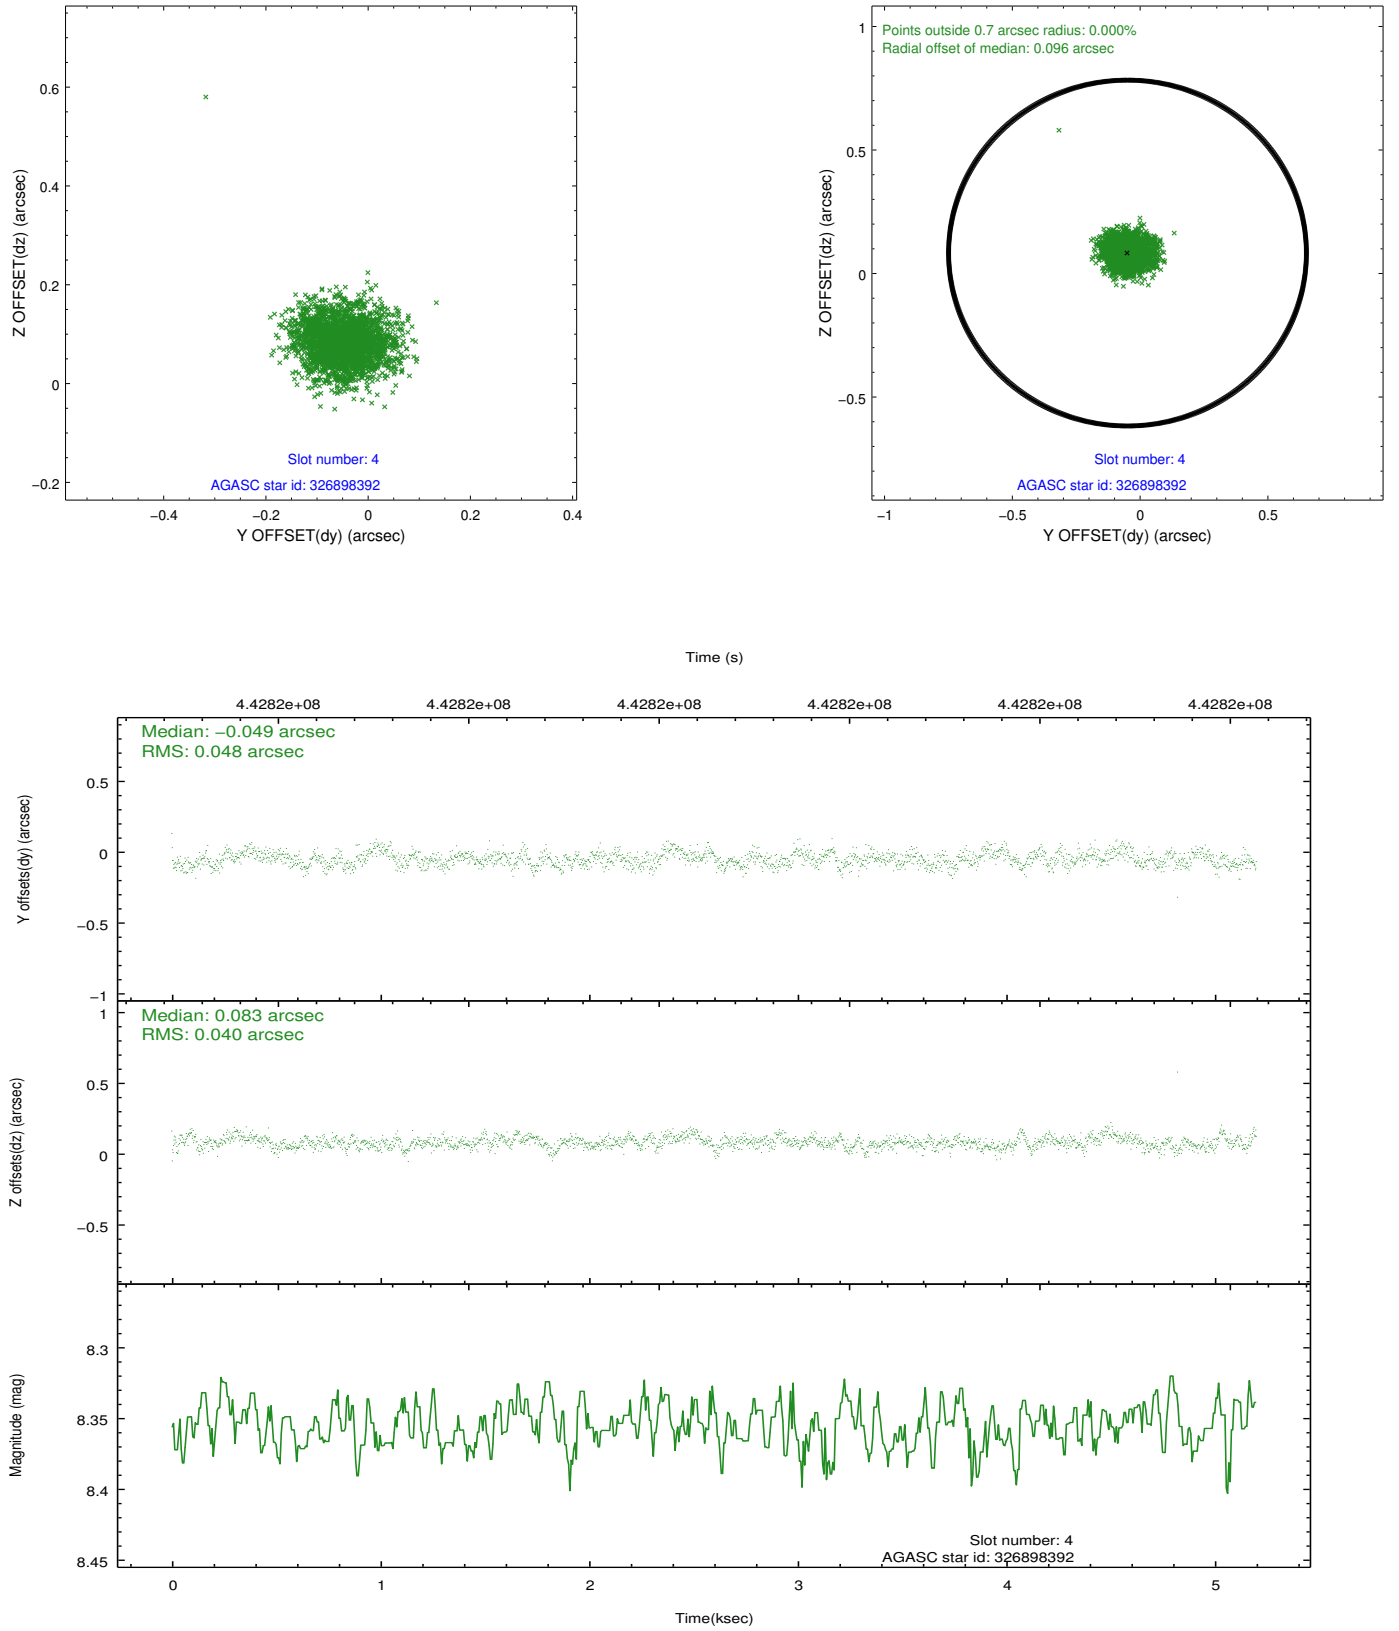 0.6
0.4
0.2
0
−0.2
Z OFFSET(dz) (arcsec)
Slot number: 4
AGASC star id: 326898392
−0.4 −0.2 0 0.2 0.4
Y OFFSET(dy) (arcsec)
Points outside 0.7 arcsec radius: 0.000%
Radial offset of median: 0.096 arcsec
1
0.5
0
−0.5
Z OFFSET(dz) (arcsec)
Slot number: 4
AGASC star id: 326898392
−1 −0.5 0 0.5
Y OFFSET(dy) (arcsec)
Time (s)
4.4282e+08 4.4282e+08 4.4282e+08 4.4282e+08 4.4282e+08 4.4282e+08
Median: −0.049 arcsec
RMS: 0.048 arcsec
0.5
0
−0.5
−1
Y offsets(dy) (arcsec)
Median: 0.083 arcsec
RMS: 0.040 arcsec
1
0.5
0
−0.5
Z offsets(dz) (arcsec)
8.3
8.35
8.4
8.45
Magnitude (mag)
Slot number: 4
AGASC star id: 326898392
0 1 2 3 4 5
Time(ksec)